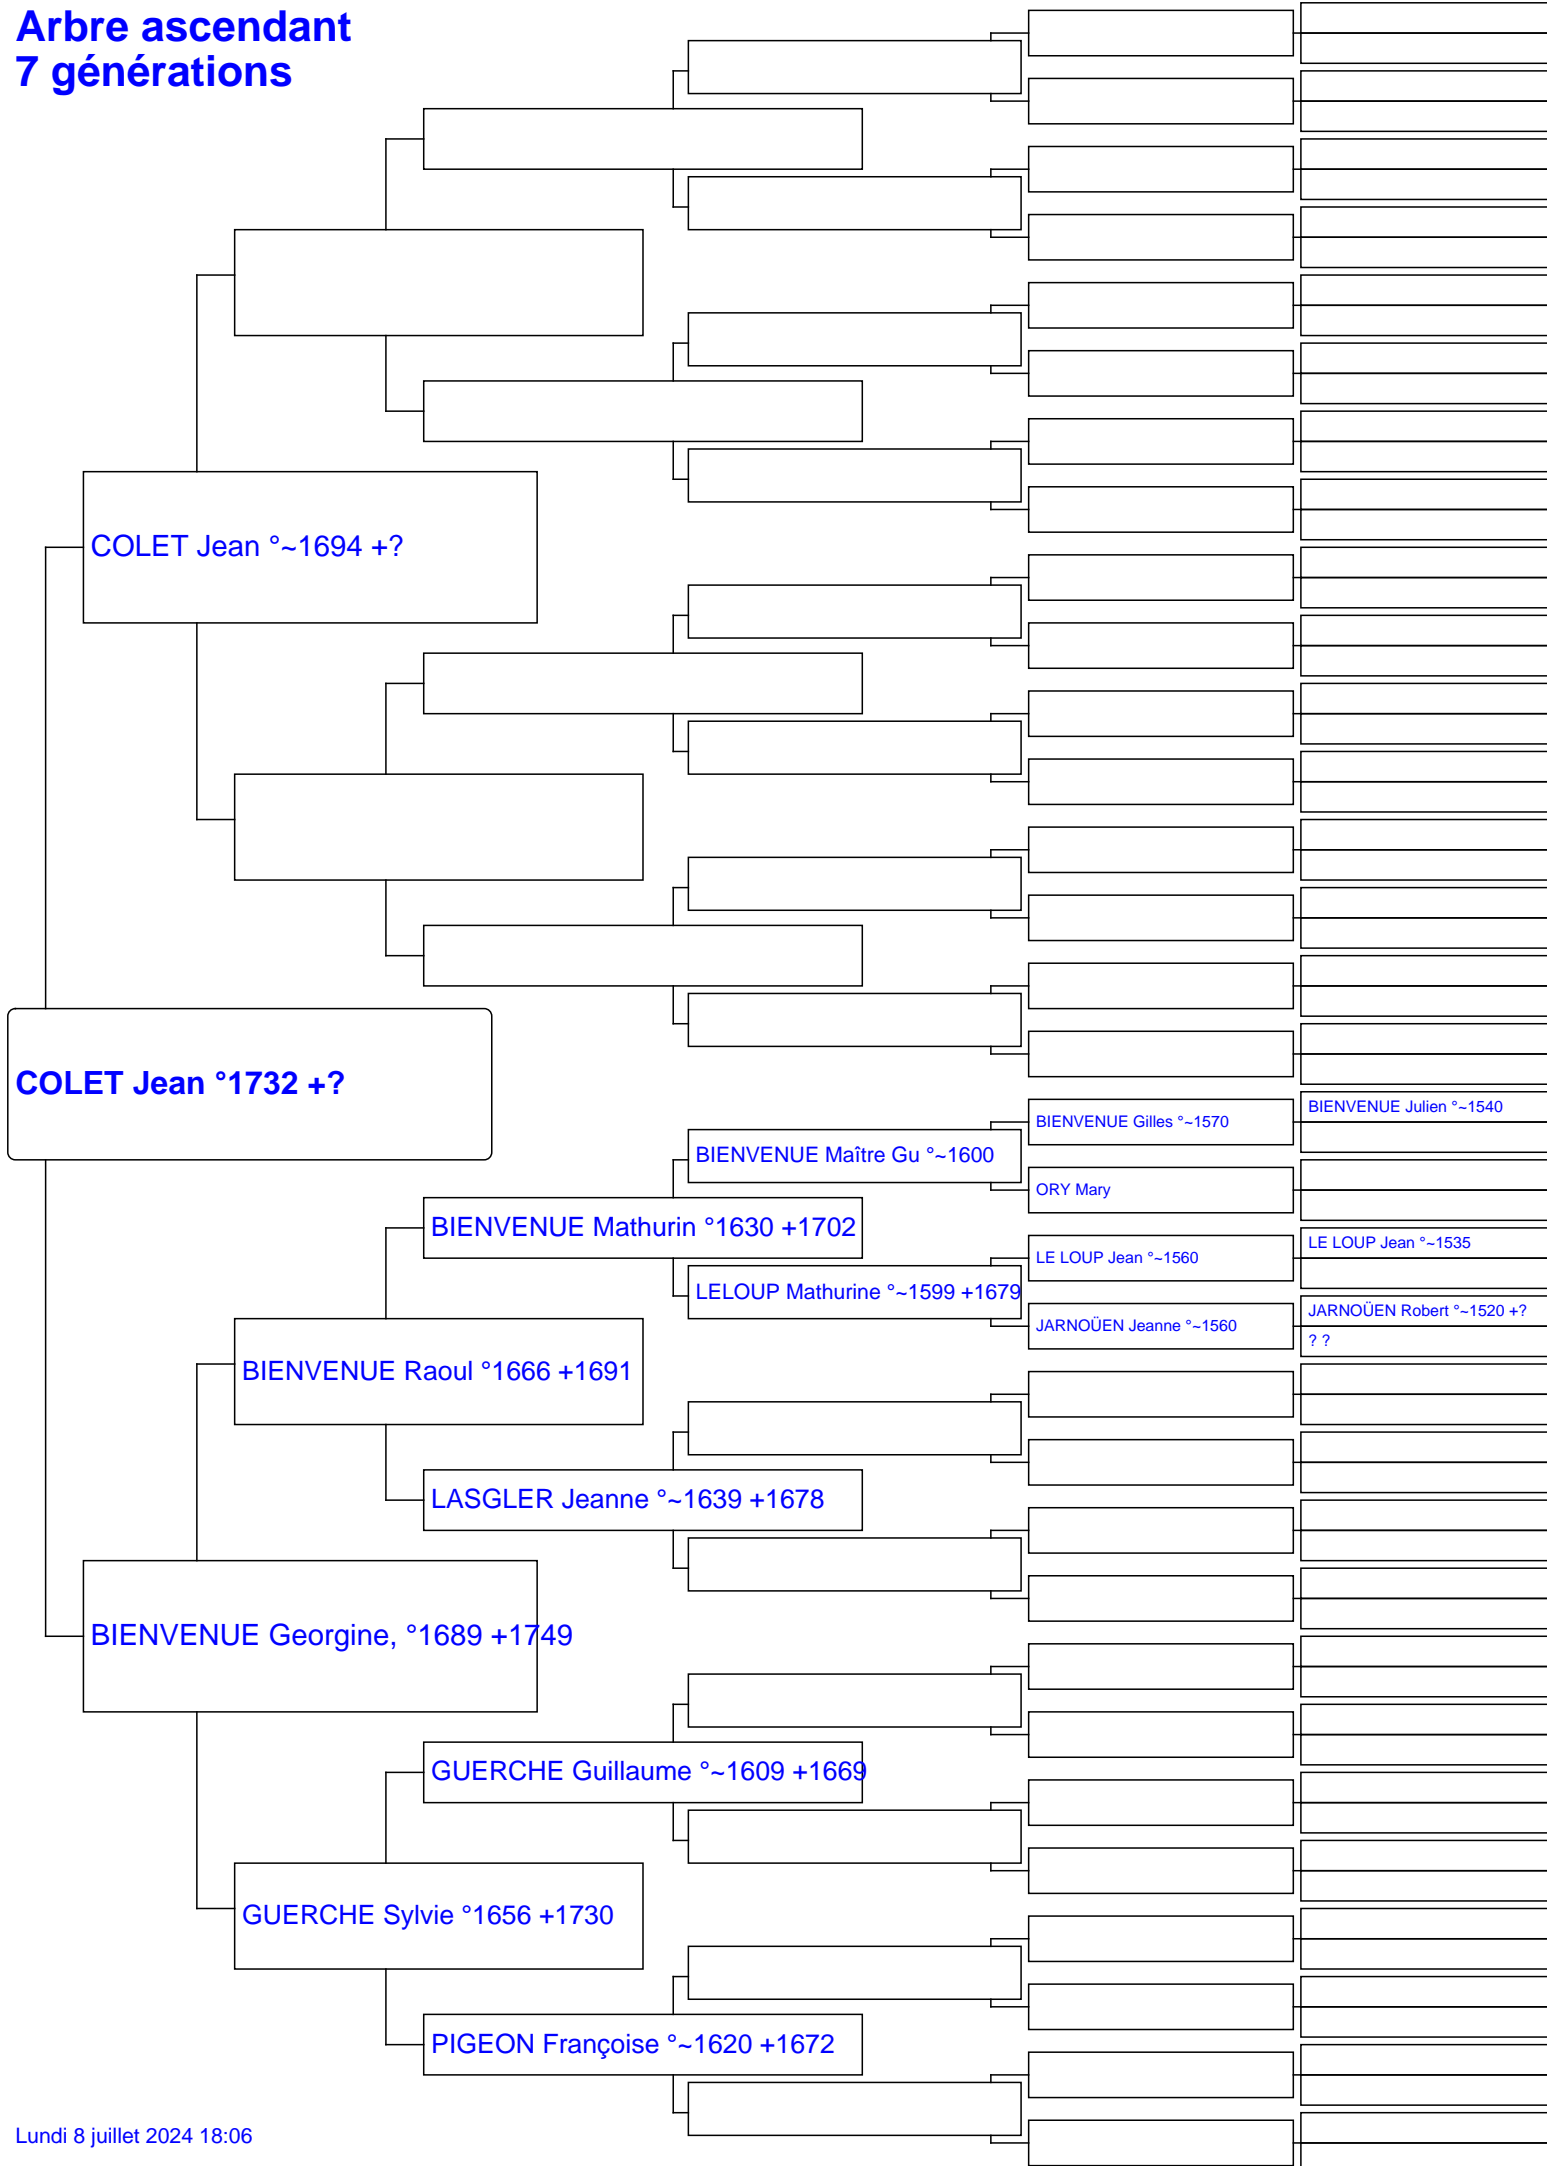 Arbre ascendant
7 générations
COLET Jean °~1694 +?
COLET Jean °1732 +?
BIENVENUE Julien °~1540
BIENVENUE Gilles °~1570
BIENVENUE Maître Gu °~1600
ORY Mary
BIENVENUE Mathurin °1630 +1702
LE LOUP Jean °~1535
LE LOUP Jean °~1560
LELOUP Mathurine °~1599 +1679
JARNOÜEN Robert °~1520 +?
JARNOÜEN Jeanne °~1560
? ?
BIENVENUE Raoul °1666 +1691
LASGLER Jeanne °~1639 +1678
BIENVENUE Georgine, °1689 +1749
GUERCHE Guillaume °~1609 +1669
GUERCHE Sylvie °1656 +1730
PIGEON Françoise °~1620 +1672
Lundi 8 juillet 2024 18:06